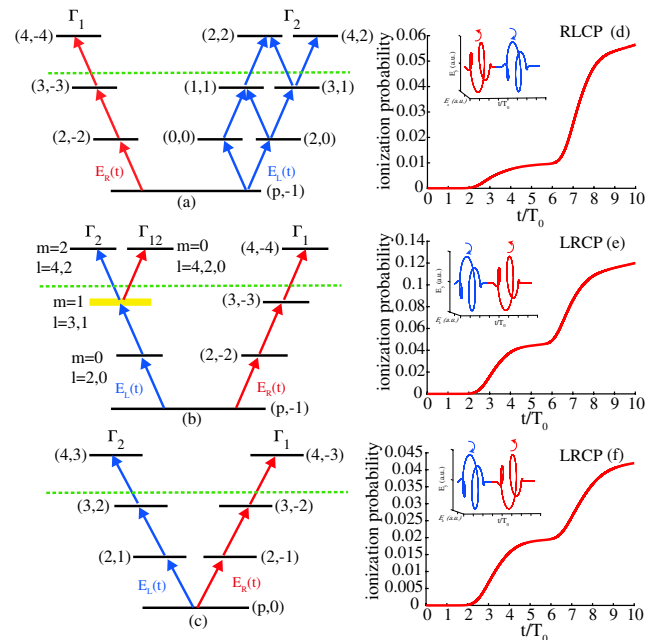 Γ1
Γ2
(4,-4)
(2,2)
(4,2)
(3,-3)
(1,1)
(3,1)
(2,-2)
(0,0)
(2,0)
ER(t)
EL(t)
(p,-1)
(a)
RLCP (d)
ionization probability
0.06
0.05
0.04
0.03
0.02
0.01
0
0 1 2 3 4 5 6 7 8 9 10
t/T0
t/T0
Γ2
Γ12
Γ1
m=2
l=4,2
m=0
l=4,2,0
(4,-4)
m=1
l=3,1
(3,-3)
m=0
l=2,0
(2,-2)
EL(t)
ER(t)
(p,-1)
(b)
LRCP (e)
ionization probability
0.14
0.12
0.1
0.08
0.06
0.04
0.02
0
0 1 2 3 4 5 6 7 8 9 10
t/T0
Ey (a.u.)
t/T0
Γ2
Γ1
(4,3)
(4,-3)
(3,2)
(3,-2)
(2,1)
(2,-1)
EL(t)
ER(t)
(p,0)
(c)
LRCP (f)
ionization probability
0.045
0.04
0.035
0.03
0.025
0.02
0.015
0.01
0.005
0
0 1 2 3 4 5 6 7 8 9 10
t/T0
Ey (a.u.)
t/T0